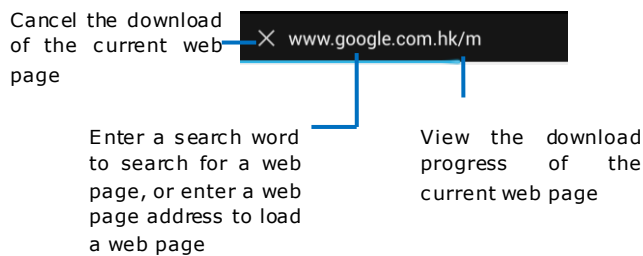 Cancel the download
of the current web
page
www.google.com.hk/m
Enter a search word
to search for a web
page, or enter a web
page address to load
a web page
View the download
progress of the
current web page